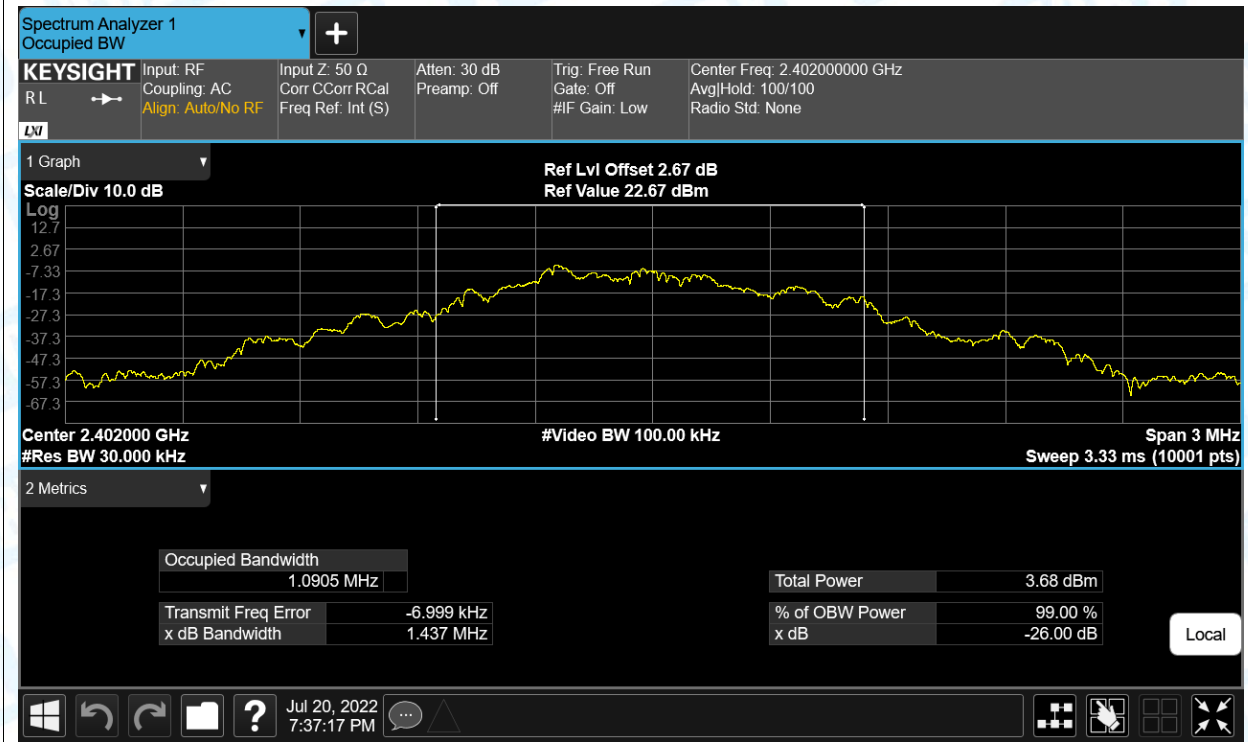 Spectrum Analyzer 1
Occupied BW
KEYSIGHT
R L
LXI
Input: RF
Coupling: AC
Align: Auto/No RF
Input Z: 50 Ω
Corr CCorr RCal
Freq Ref: Int (S)
Atten: 30 dB
Preamp: Off
Trig: Free Run
Gate: Off
#IF Gain: Low
Center Freq: 2.402000000 GHz
Avg|Hold: 100/100
Radio Std: None
1 Graph
Scale/Div 10.0 dB
Ref Lvl Offset 2.67 dB
Ref Value 22.67 dBm
Log
12.7
2.67
-7.33
-17.3
-27.3
-37.3
-47.3
-57.3
-67.3
Center 2.402000 GHz
#Video BW 100.00 kHz
Span 3 MHz
#Res BW 30.000 kHz
Sweep 3.33 ms (10001 pts)
2 Metrics
Occupied Bandwidth
1.0905 MHz
Total Power 3.68 dBm
Transmit Freq Error -6.999 kHz
% of OBW Power 99.00 %
x dB Bandwidth 1.437 MHz
x dB -26.00 dB
Local
?
Jul 20, 2022
7:37:17 PM